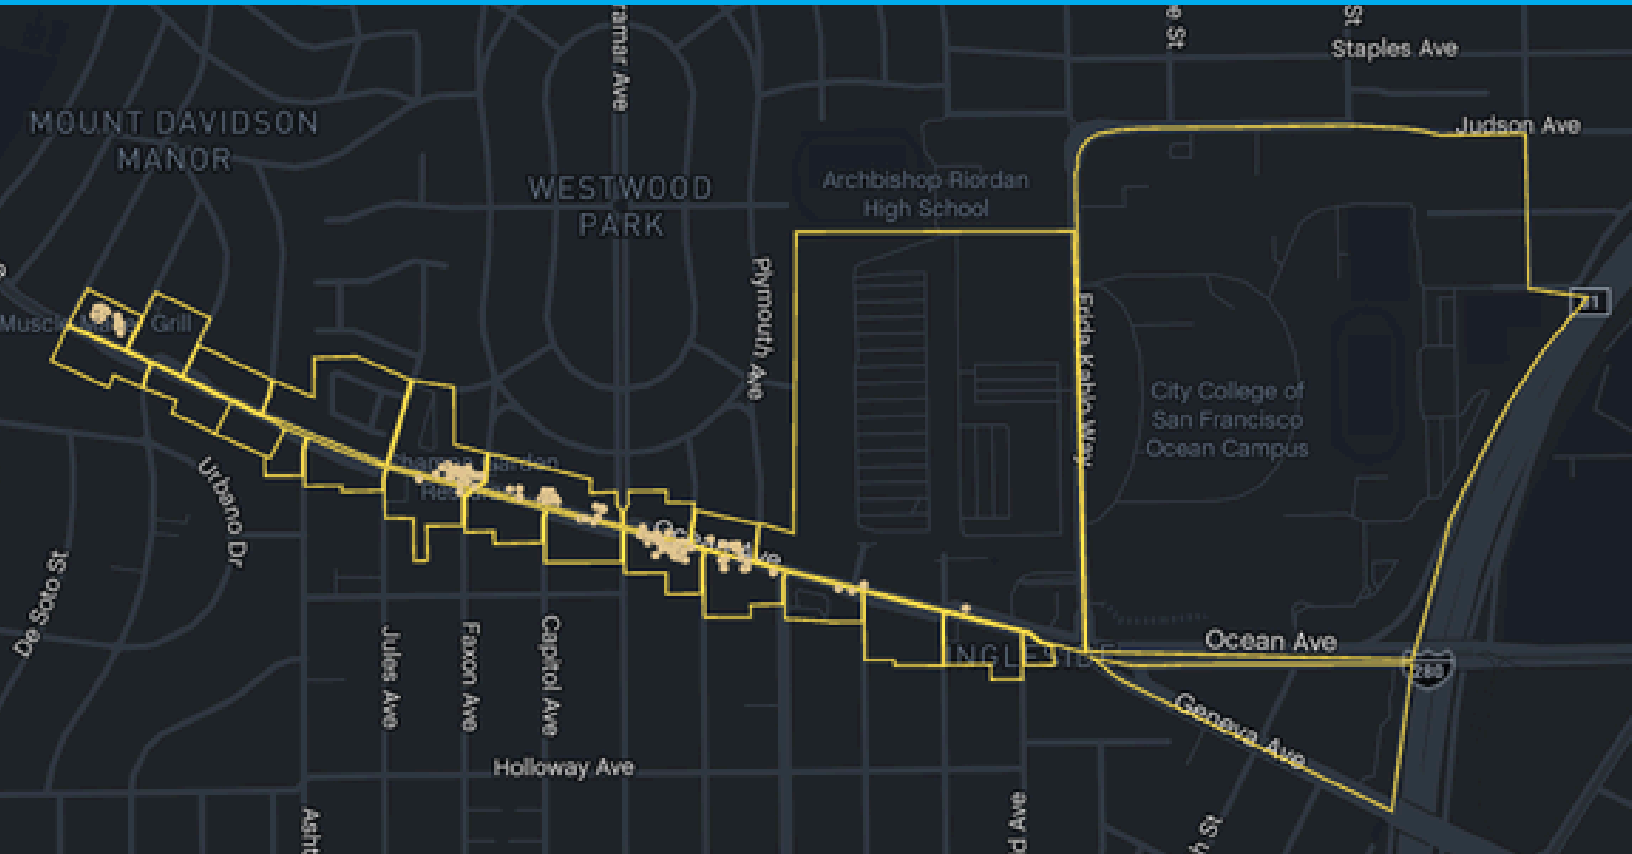 Staples Ave
Judson Ave
MOUNT DAVIDSON
MANOR
WESTWOOD
PARK
Archbishop Riordan
High School
Plymouth Ave
Frida Kahlo Way
City College of
San Francisco
Ocean Campus
Grill
Urbano Dr
De Soto St
Jules Ave
Faxon Ave
Capitol Ave
Holloway Ave
INGLESIDE
Ocean Ave
280
Geneva Ave